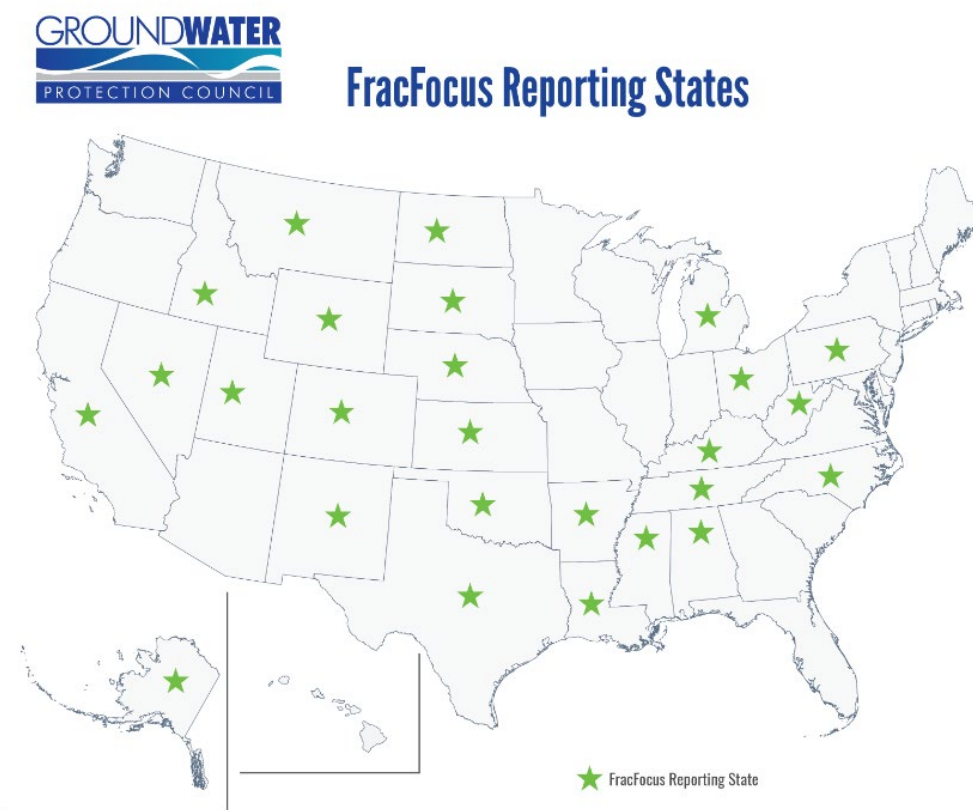 GROUNDWATER
PROTECTION COUNCIL
FracFocus Reporting States
FracFocus Reporting State